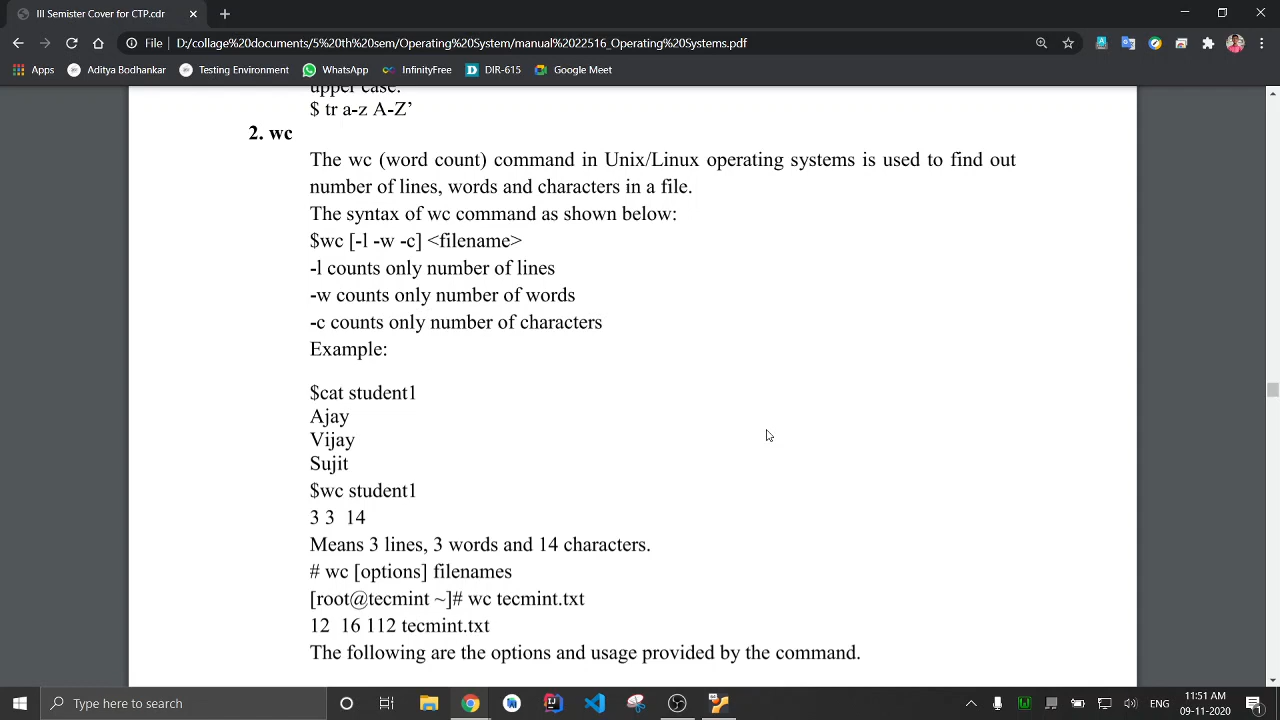 III Semister Cover for CTP.cdr
File | D:/collage%20documents/5%20th%20sem/Operating%20System/manual%2022516_Operating%20Systems.pdf
Apps Aditya Bodhankar Testing Environment WhatsApp InfinityFree DIR-615 Google Meet
upper case.
$ tr a-z A-Z’
2. wc
The wc (word count) command in Unix/Linux operating systems is used to find out
number of lines, words and characters in a file.
The syntax of wc command as shown below:
$wc [-l -w -c] <filename>
-l counts only number of lines
-w counts only number of words
-c counts only number of characters
Example:
$cat student1
Ajay
Vijay
Sujit
$wc student1
3 3  14
Means 3 lines, 3 words and 14 characters.
# wc [options] filenames
[root@tecmint ~]# wc tecmint.txt
12  16 112 tecmint.txt
The following are the options and usage provided by the command.
Type here to search
ENG
11:51 AM
09-11-2020